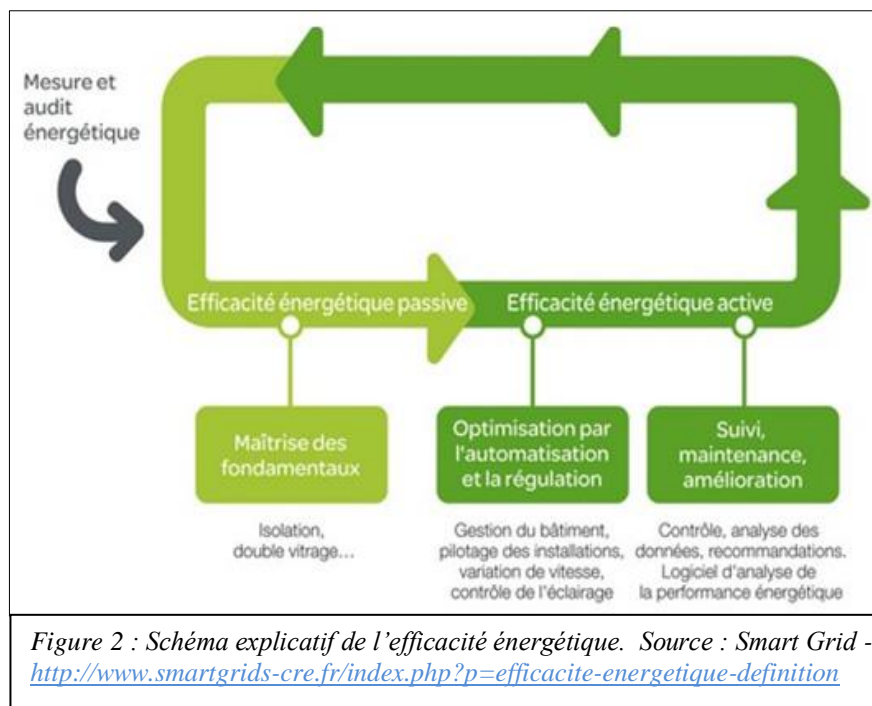 Mesure et
audit
énergétique
Efficacité énergétique passive
Efficacité énergétique active
Maîtrise des
fondamentaux
Isolation,
double vitrage...
Optimisation par
l'automatisation
et la régulation
Gestion du bâtiment,
pilotage des installations,
variation de vitesse,
contrôle de l'éclairage
Suivi,
maintenance,
amélioration
Contrôle, analyse des
données, recommandations.
Logiciel d'analyse de
la performance énergétique
Figure 2 : Schéma explicatif de l'efficacité énergétique. Source : Smart Grid -
http://www.smartgrids-cre.fr/index.php?p=efficacite-energetique-definition